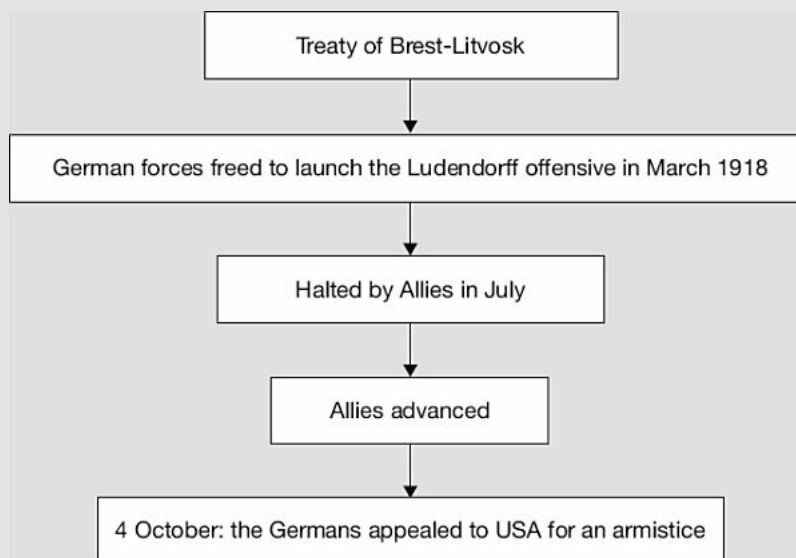 Treaty of Brest-Litvosk
German forces freed to launch the Ludendorff offensive in March 1918
Halted by Allies in July
Allies advanced
4 October: the Germans appealed to USA for an armistice